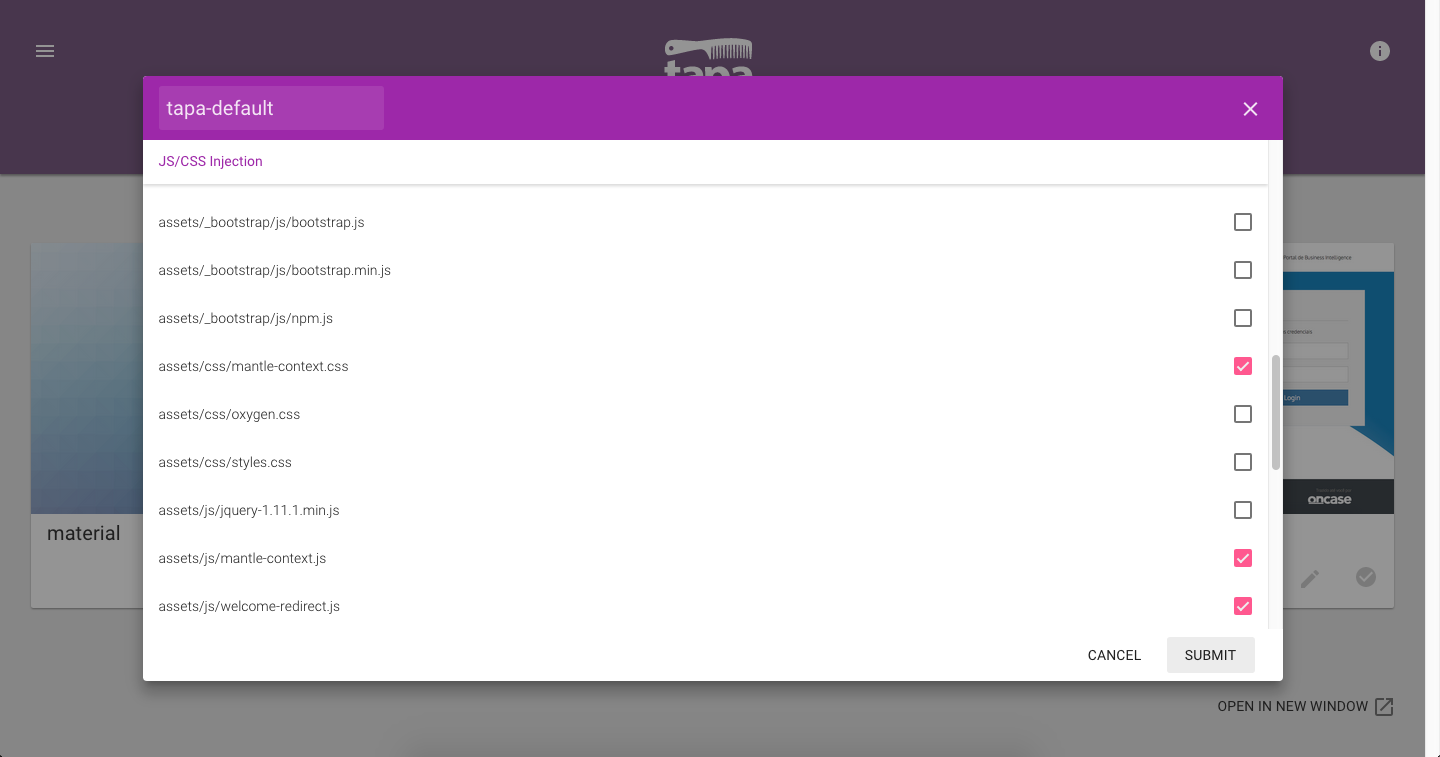 tapa
tapa-default
JS/CSS Injection
assets/_bootstrap/js/bootstrap.js
assets/_bootstrap/js/bootstrap.min.js
assets/_bootstrap/js/npm.js
assets/css/mantle-context.css
assets/css/oxygen.css
assets/css/styles.css
assets/js/jquery-1.11.1.min.js
assets/js/mantle-context.js
assets/js/welcome-redirect.js
CANCEL
SUBMIT
material
Portal de Business Intelligence
Login
oncase
OPEN IN NEW WINDOW